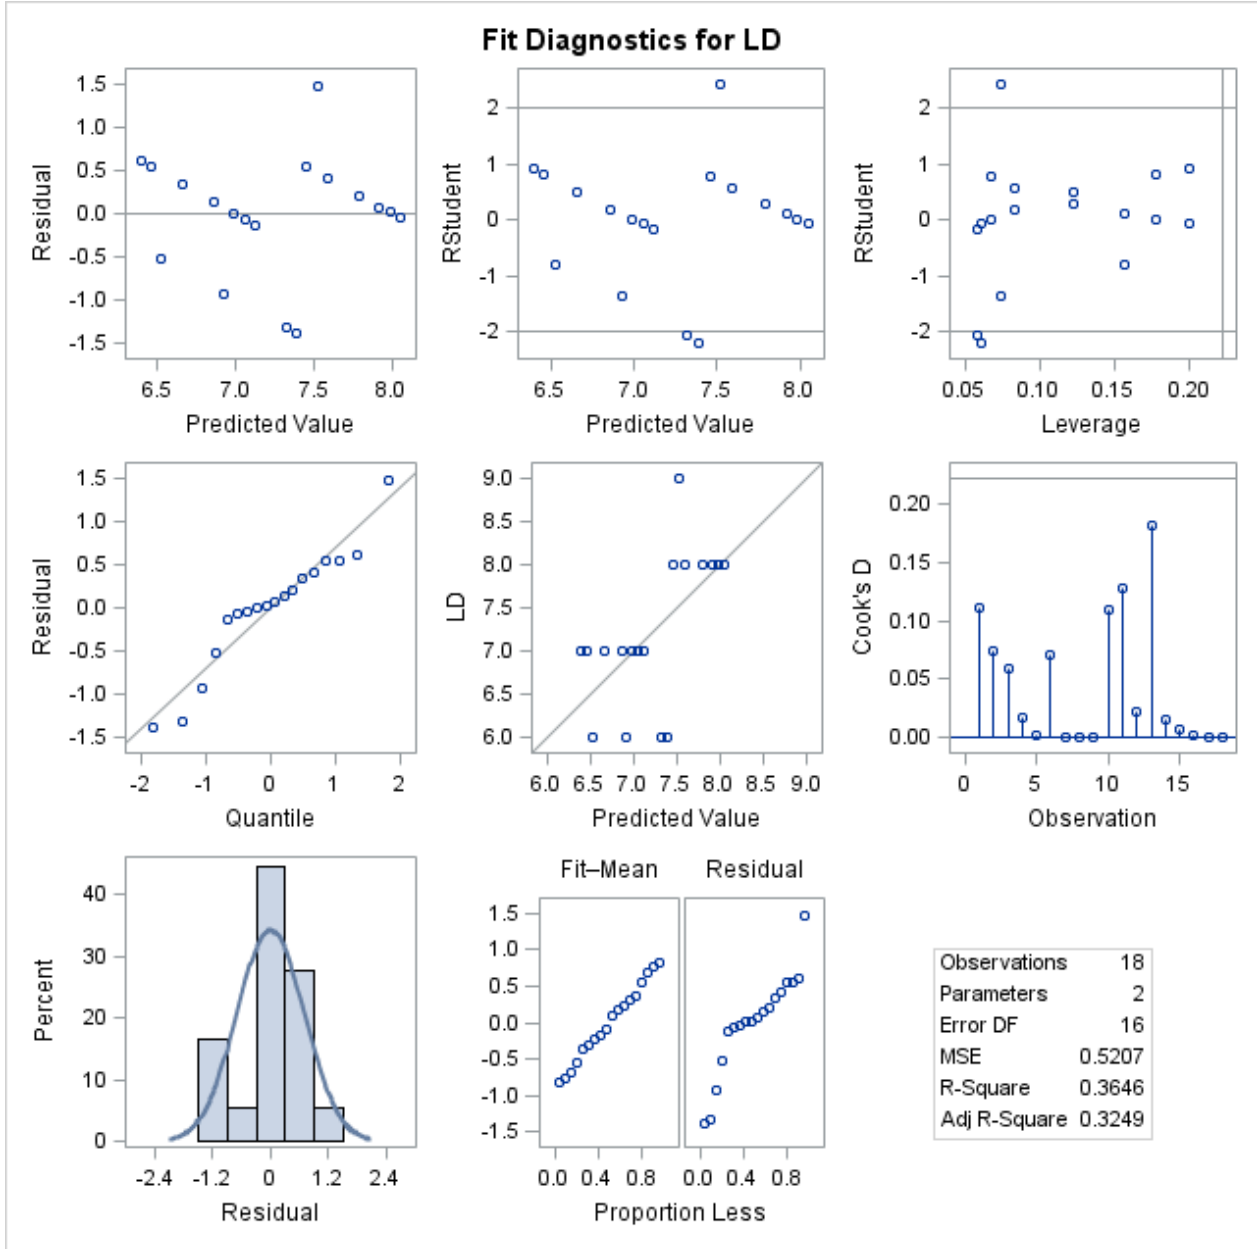 Fit Diagnostics for LD
1.5
1.0
0.5
0.0
-0.5
-1.0
-1.5
Residual
6.5 7.0 7.5 8.0
Predicted Value
2
1
0
-1
-2
RStudent
6.5 7.0 7.5 8.0
Predicted Value
2
1
0
-1
-2
RStudent
0.05 0.10 0.15 0.20
Leverage
1.5
1.0
0.5
0.0
-0.5
-1.0
-1.5
Residual
-2 -1 0 1 2
Quantile
9.0
8.5
8.0
7.5
7.0
6.5
6.0
LD
6.0 6.5 7.0 7.5 8.0 8.5 9.0
Predicted Value
0.20
0.15
0.10
0.05
0.00
Cook's D
0 5 10 15
Observation
40
30
20
10
0
Percent
-2.4 -1.2 0 1.2 2.4
Residual
Fit–Mean Residual
1.5
1.0
0.5
0.0
-0.5
-1.0
-1.5
0.0 0.4 0.8 0.0 0.4 0.8
Proportion Less
Observations 18
Parameters 2
Error DF 16
MSE 0.5207
R-Square 0.3646
Adj R-Square 0.3249